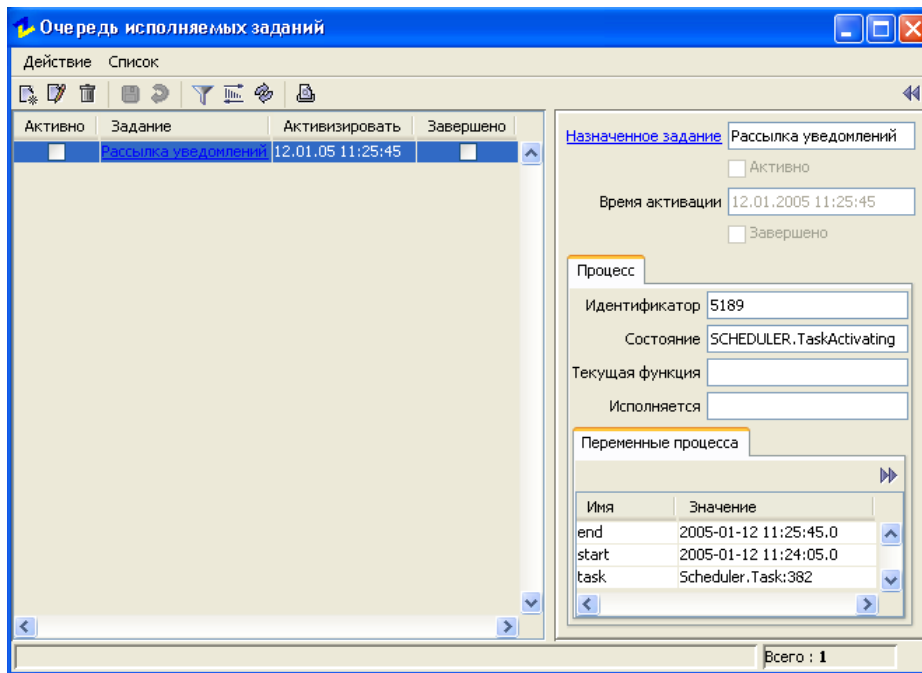 Очередь исполняемых заданий
Действие Список
Активно Задание Активизировать Завершено
Рассылка уведомлений 12.01.05 11:25:45
Назначенное задание Рассылка уведомлений
Активно
Время активации 12.01.2005 11:25:45
Завершено
Процесс
Идентификатор 5189
Состояние SCHEDULER.TaskActivating
Текущая функция
Исполняется
Переменные процесса
Имя Значение
end 2005-01-12 11:25:45.0
start 2005-01-12 11:24:05.0
task Scheduler.Task:382
Всего : 1